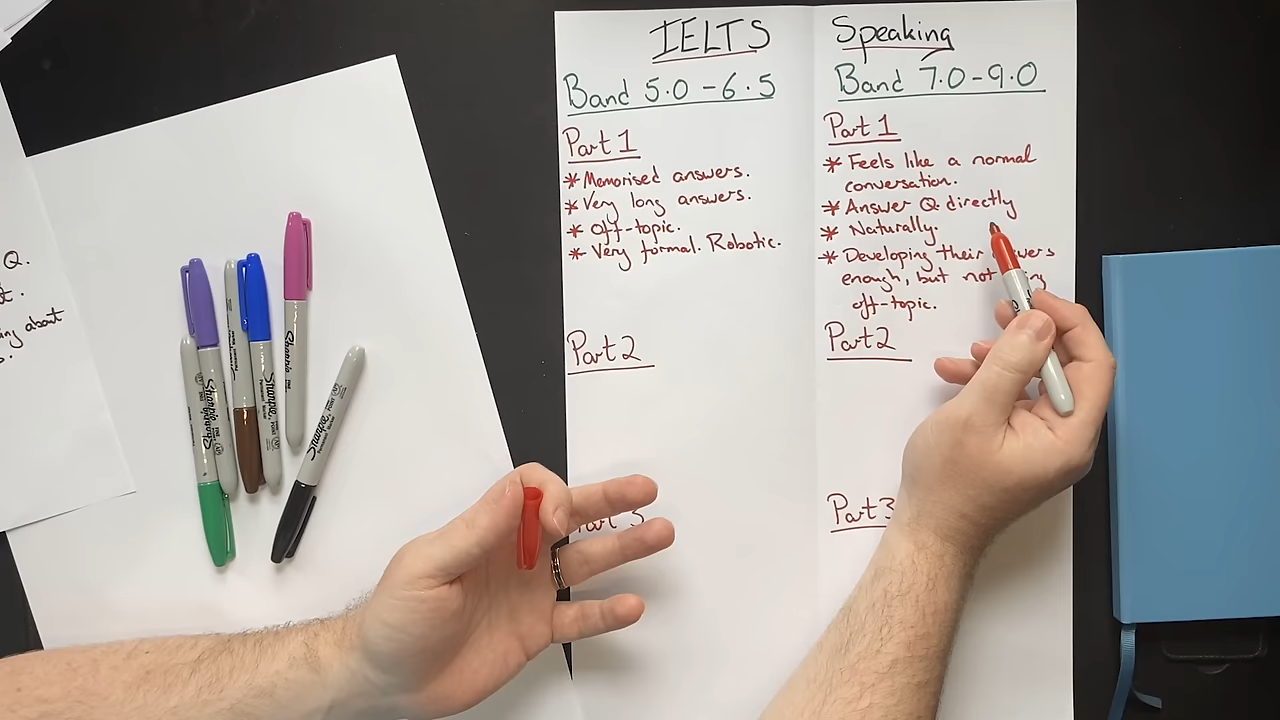 IELTS Speaking
Band 5.0 - 6.5
Part 1
* Memorised answers.
* Very long answers.
* Off-topic.
* Very formal. Robotic.
Part 2
Part 3
Band 7.0 - 9.0
Part 1
* Feels like a normal
conversation.
* Answer Q. directly
* Naturally.
* Developing their
enough, but not
off-topic.
Part 2
Part 3
Q.
about
Sharpie
Sharpie
Sharpie
Sharpie